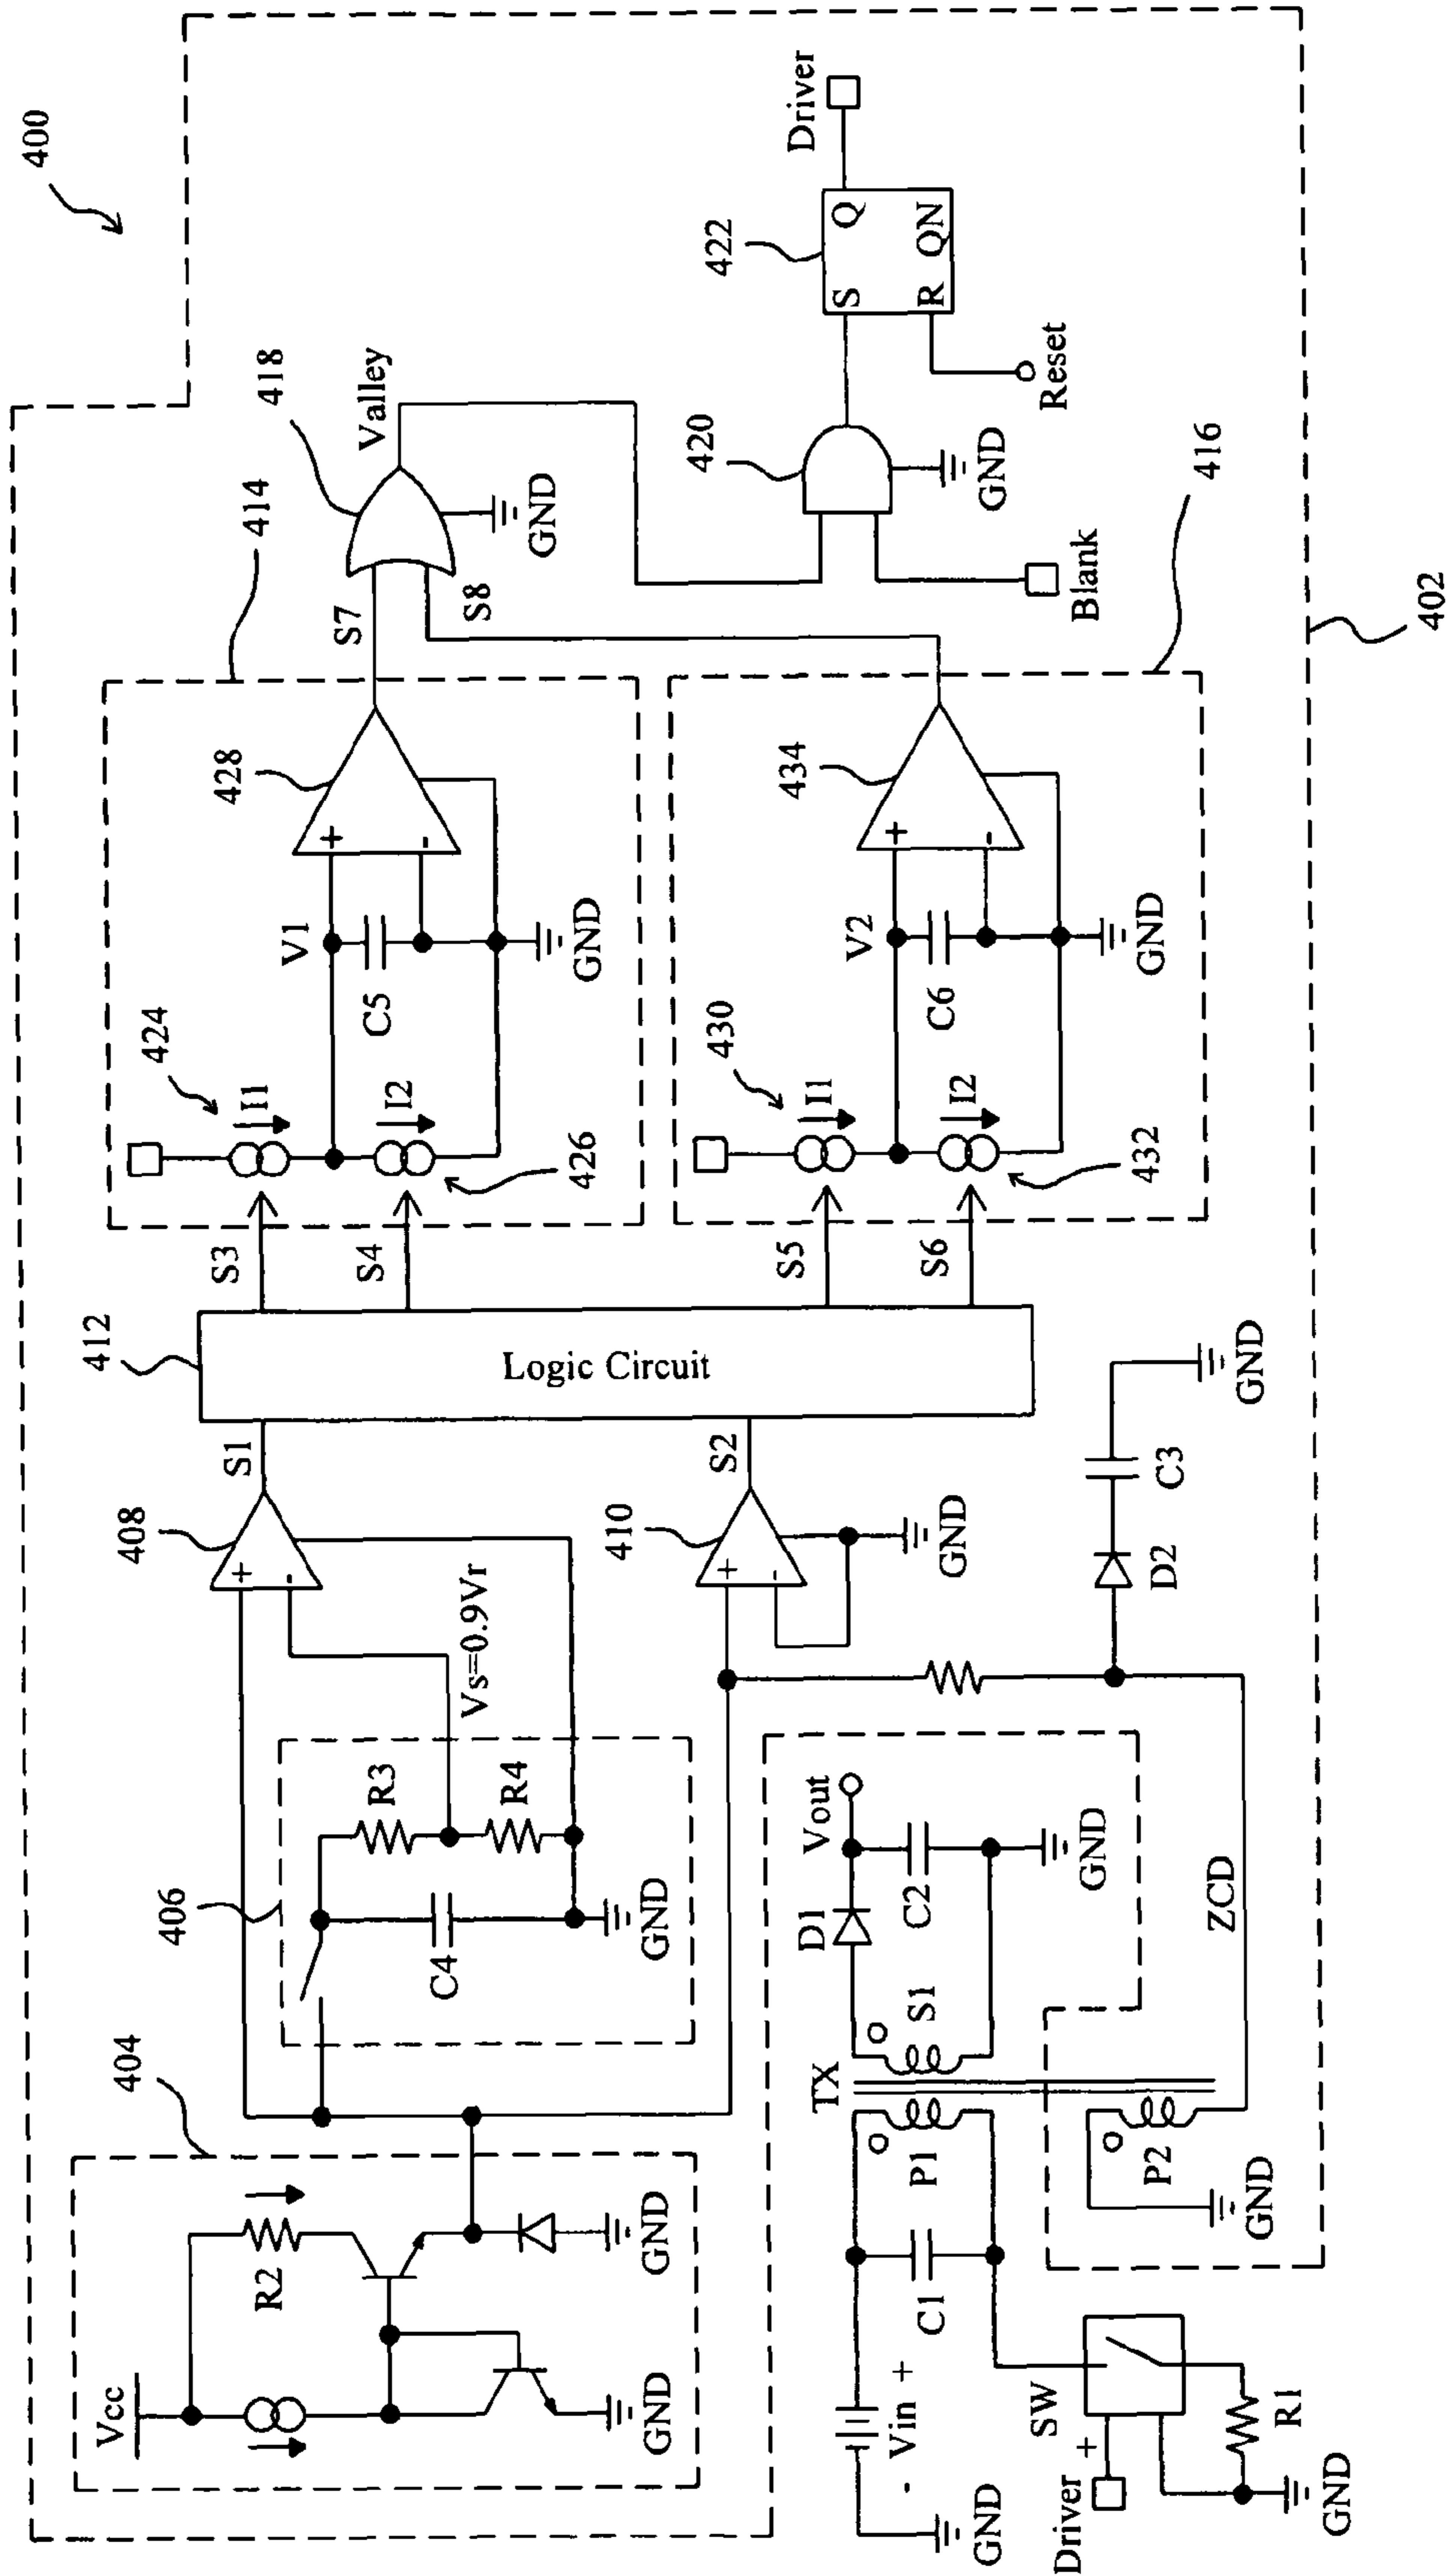 400
402
404
Vcc
R2
GND
GND
406
R3
R4
C4
GND
Vs=0.9Vr
408
+
-
S1
410
+
-
S2
GND
412
Logic Circuit
S3
S4
S5
S6
414
424
I1
I2
426
V1
C5
GND
428
+
-
S7
416
430
I1
I2
432
V2
C6
GND
434
+
-
S8
418
Valley
GND
420
GND
Blank
422
S
Q
R
QN
Reset
Driver
GND
- Vin +
C1
P1
TX
S1
D1
Vout
C2
GND
Driver
+
SW
R1
GND
P2
GND
ZCD
D2
C3
GND